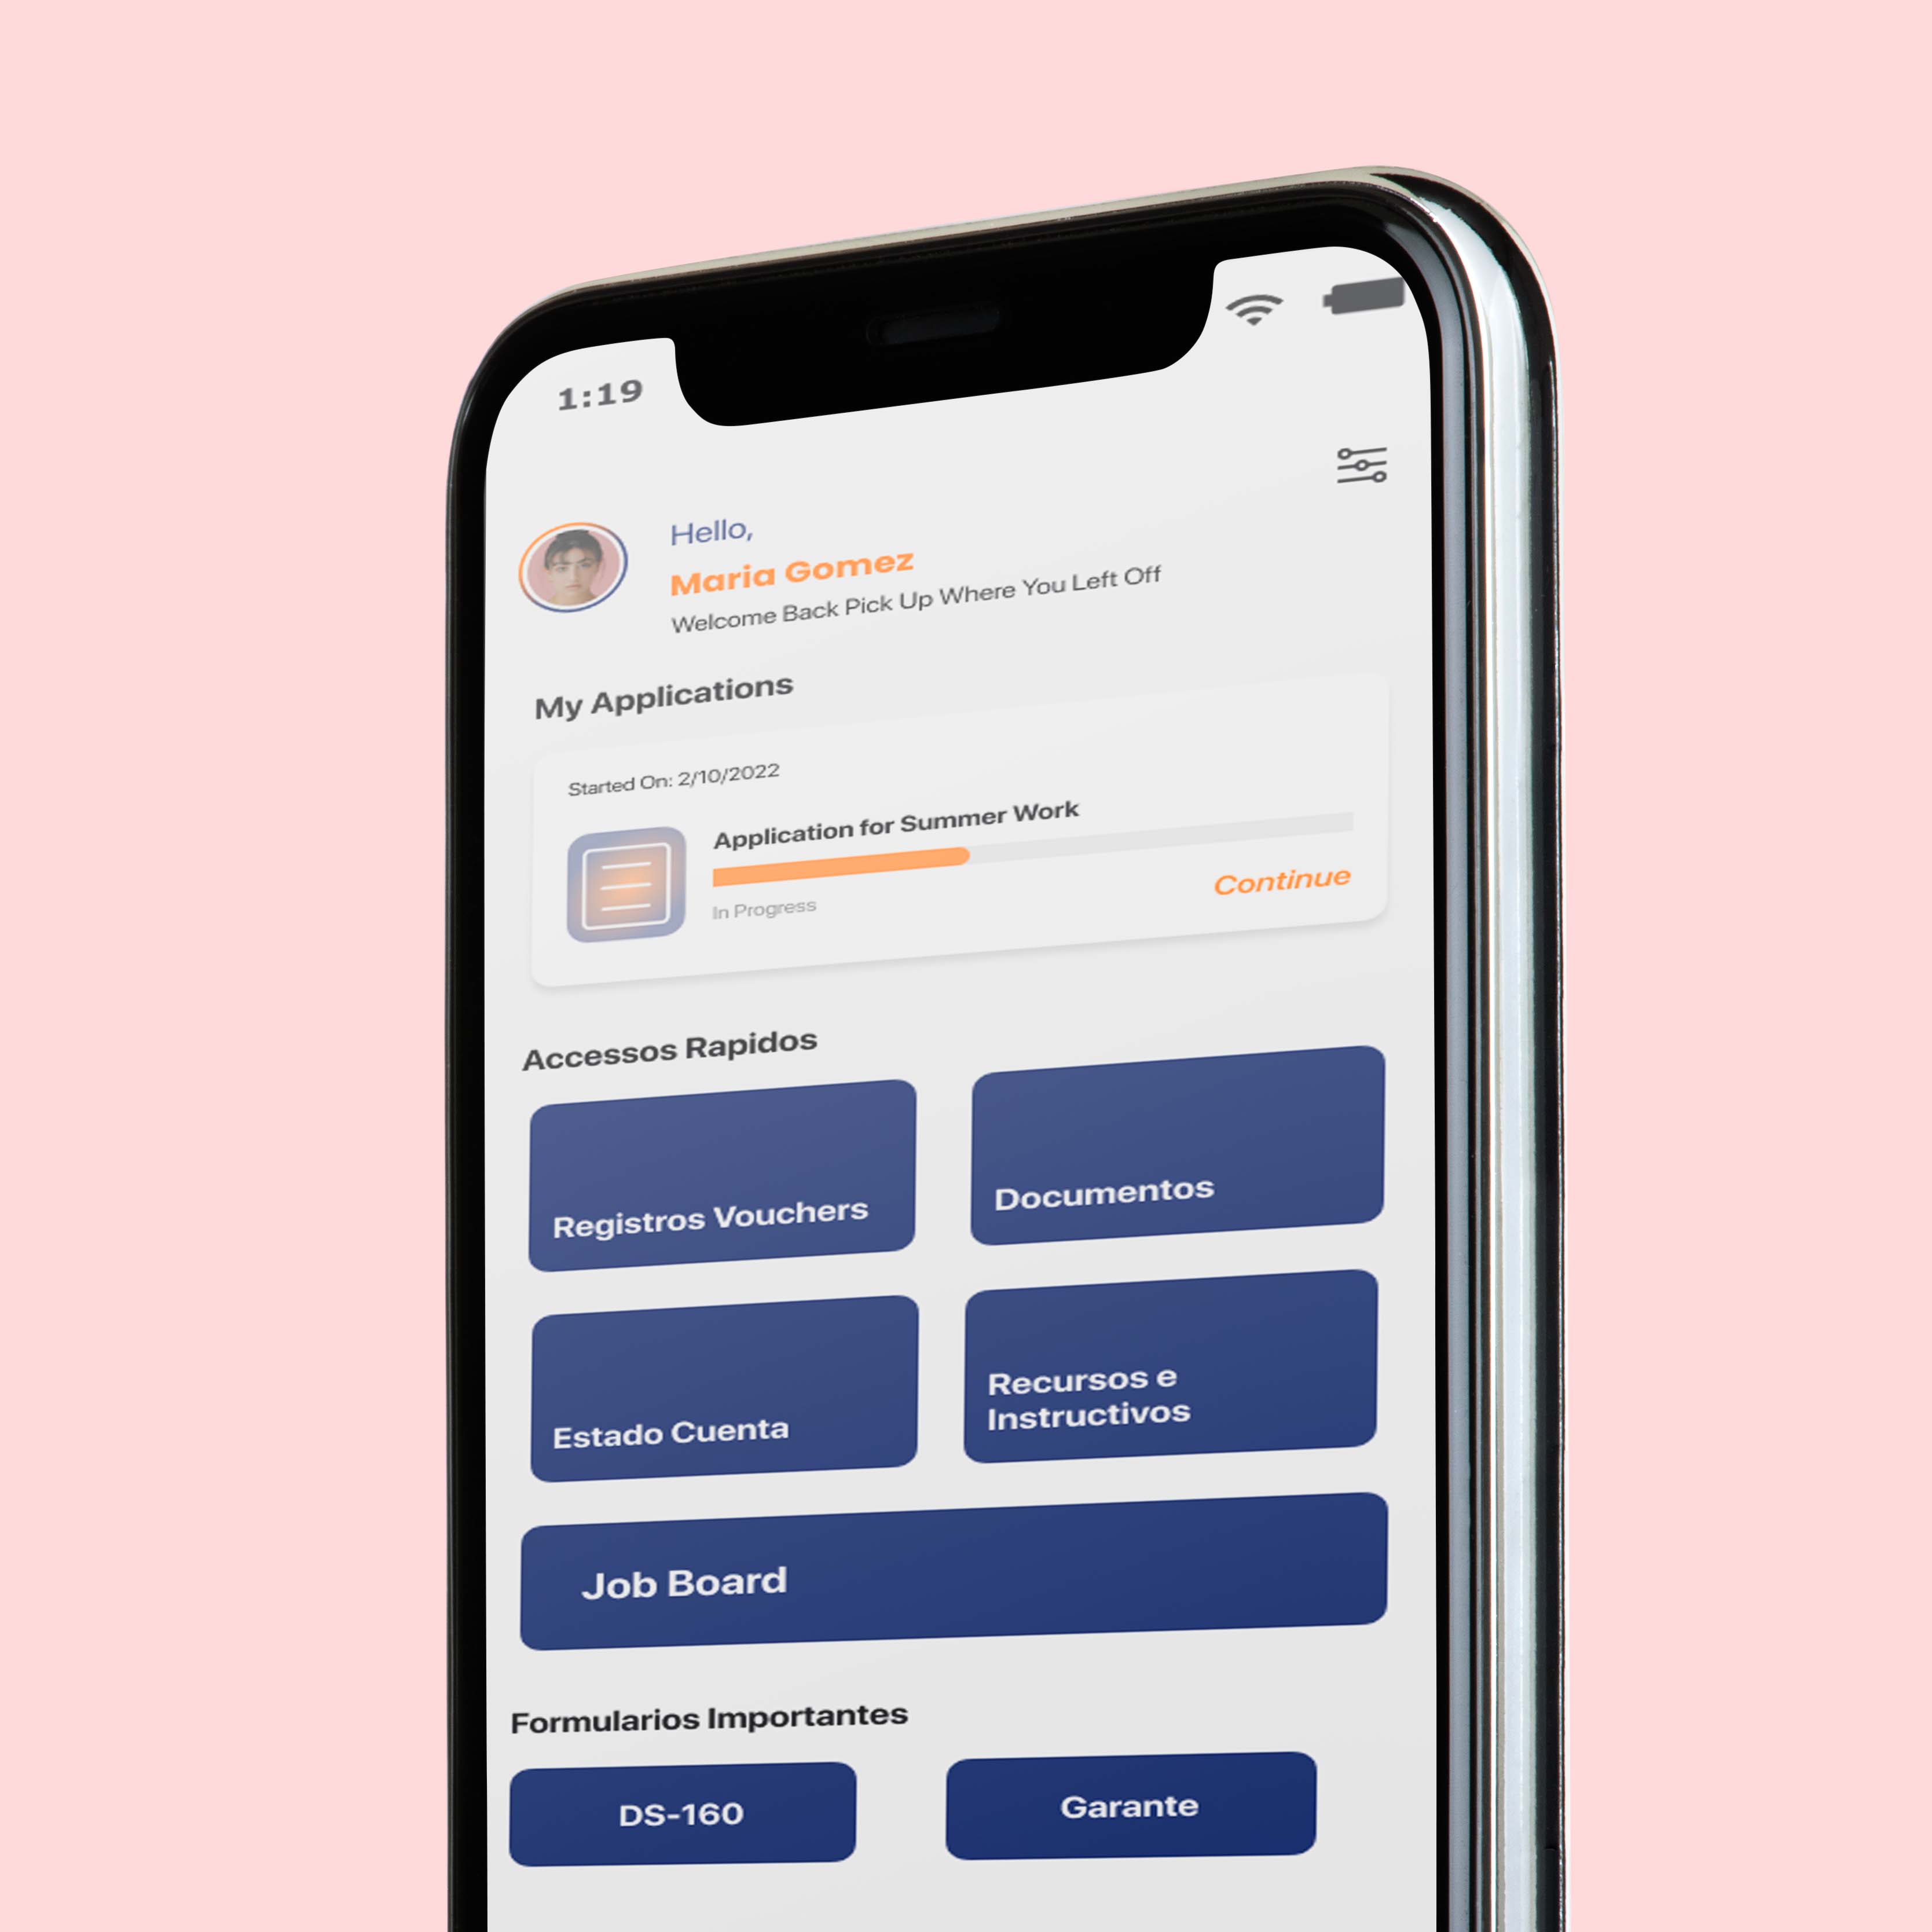 1:19
Hello,
Maria Gomez
Welcome Back Pick Up Where You Left Off
My Applications
Started On: 2/10/2022
Application for Summer Work
In Progress
Continue
Accessos Rapidos
Registros Vouchers
Documentos
Estado Cuenta
Recursos e
Instructivos
Job Board
Formularios Importantes
DS-160
Garante